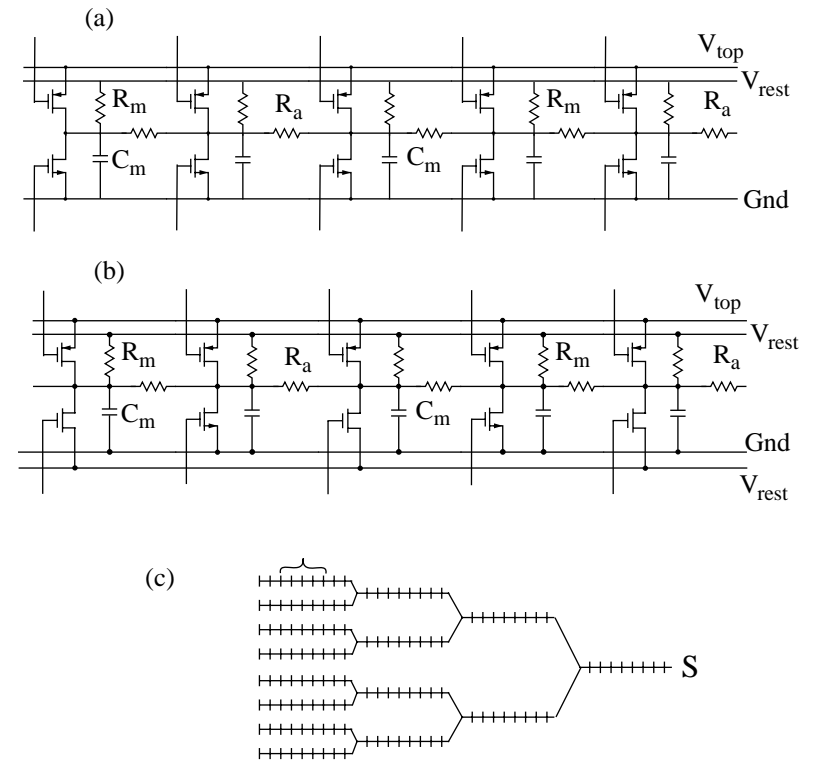 (a)
V_top
V_rest
R_m R_a R_m R_a
C_m C_m
Gnd
(b)
V_top
V_rest
R_m R_a R_m R_a
C_m C_m
Gnd
V_rest
(c)
S